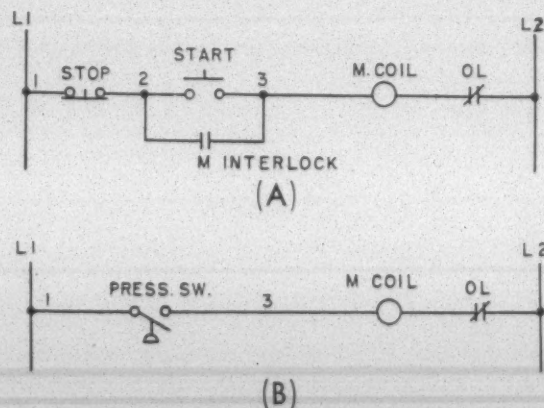 L1
L2
1 STOP 2 START 3 M. COIL OL
M INTERLOCK
(A)
L1
L2
1 PRESS. SW. 3 M COIL OL
(B)